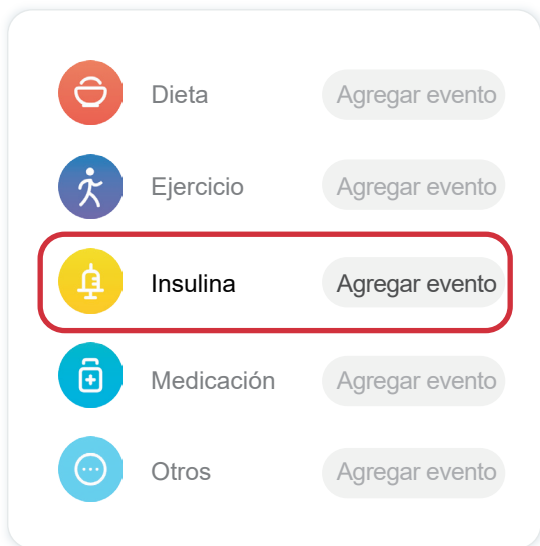 Dieta Agregar evento
Ejercicio Agregar evento
Insulina Agregar evento
Medicación Agregar evento
Otros Agregar evento